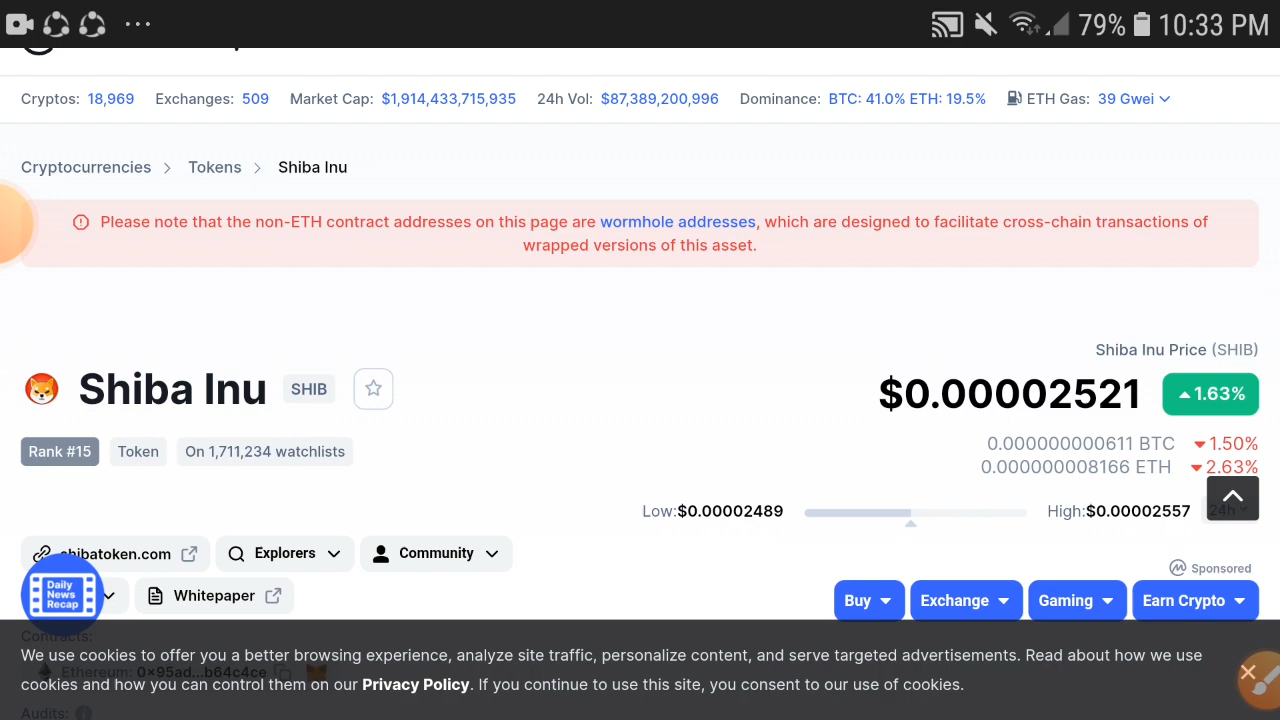 79% 10:33 PM
Cryptos: 18,969 Exchanges: 509 Market Cap: $1,914,433,715,935 24h Vol: $87,389,200,996 Dominance: BTC: 41.0% ETH: 19.5% ETH Gas: 39 Gwei
Cryptocurrencies > Tokens > Shiba Inu
Please note that the non-ETH contract addresses on this page are wormhole addresses, which are designed to facilitate cross-chain transactions of
wrapped versions of this asset.
Shiba Inu Price (SHIB)
Shiba Inu SHIB $0.00002521 1.63%
0.000000000611 BTC 1.50%
Rank #15 Token On 1,711,234 watchlists
0.000000008166 ETH 2.63%
Low:$0.00002489 High:$0.00002557 24h
shibatoken.com Explorers Community
Sponsored
Daily
News
Recap
Whitepaper Buy Exchange Gaming Earn Crypto
Contracts:
We use cookies to offer you a better browsing experience, analyze site traffic, personalize content, and serve targeted advertisements. Read about how we use
Ethereum: 0x95ad...b64c4ce
cookies and how you can control them on our Privacy Policy. If you continue to use this site, you consent to our use of cookies.
Audits: